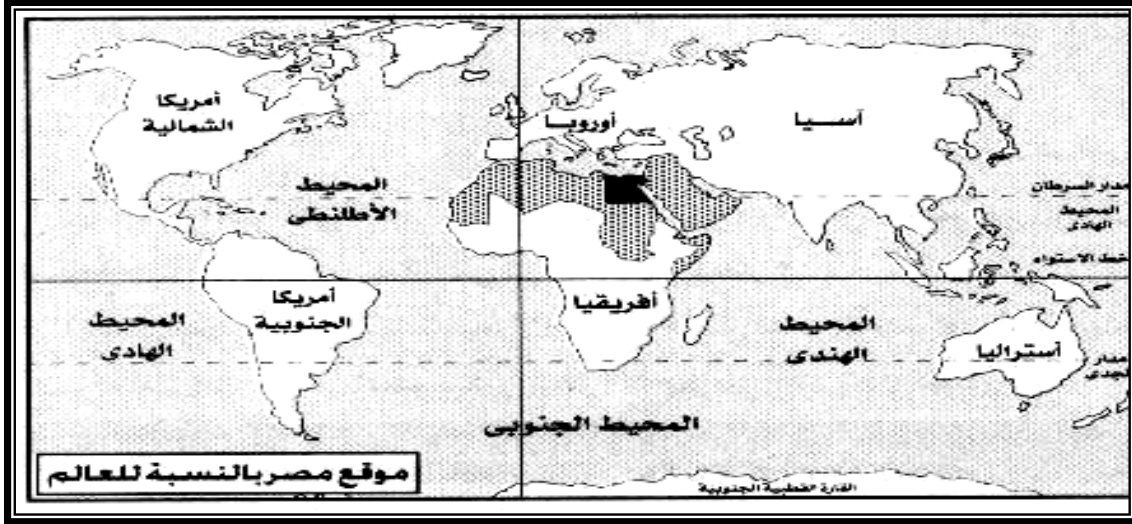 أمريكا
الشمالية
أوروبا
آسيا
المحيط
الأطلنطى
مدار السرطان
المحيط
الهادى
خط الاستواء
أمريكا
الجنوبية
أفريقيا
المحيط
الهادى
المحيط
الهندى
أستراليا
مدار
الجدى
المحيط الجنوبى
موقع مصر بالنسبة للعالم
القارة القطبية الجنوبية